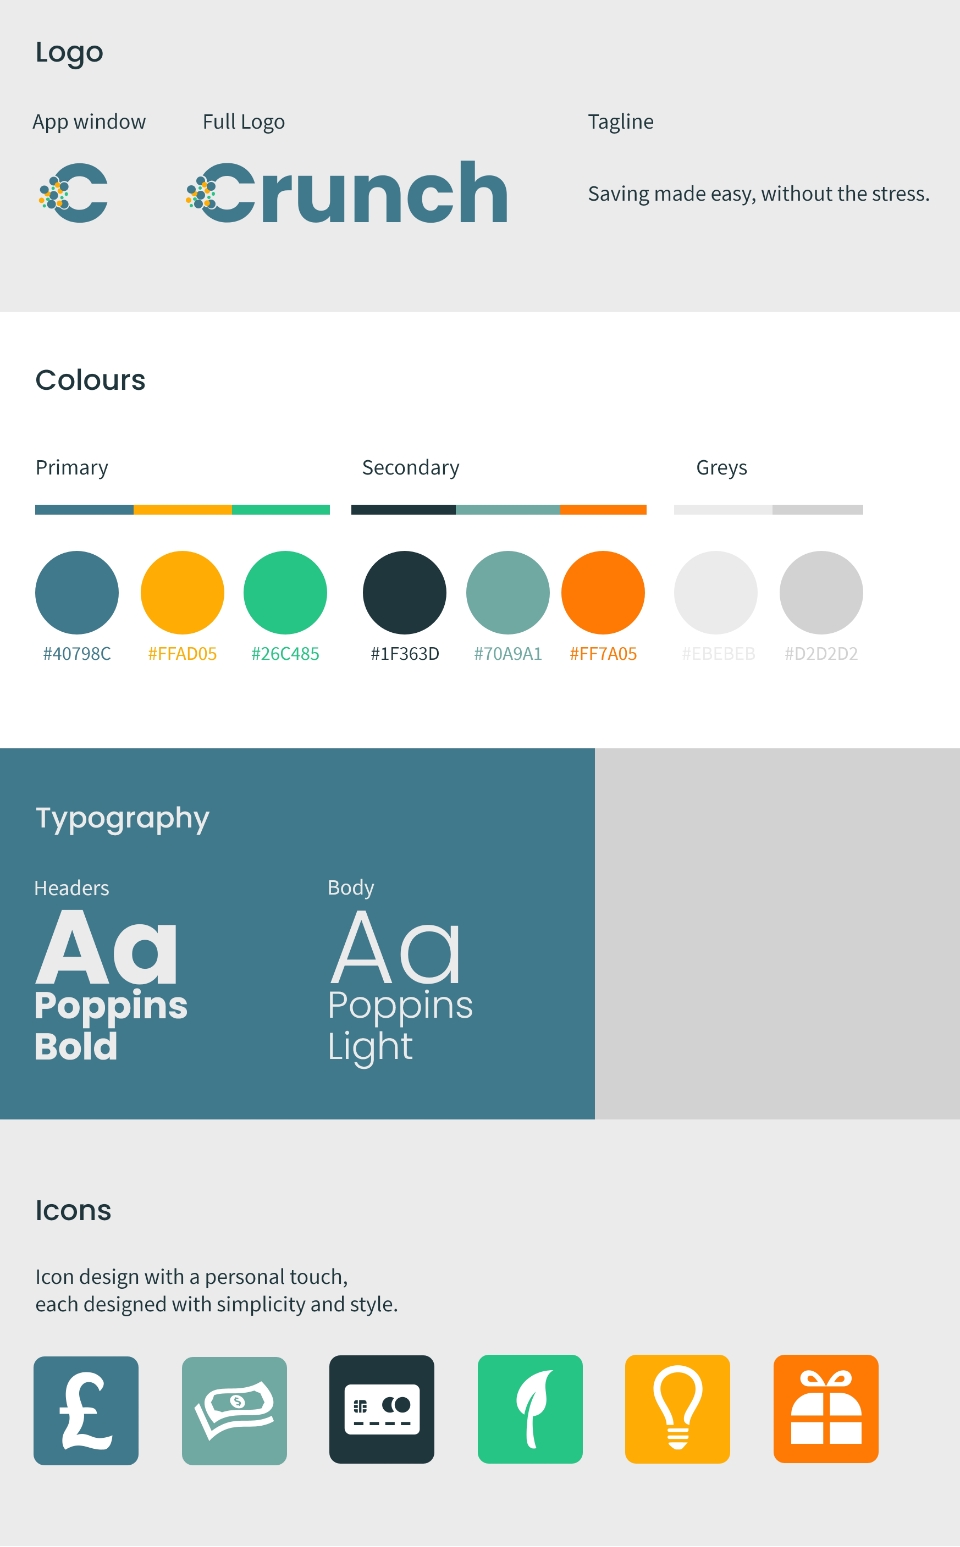 Logo
App window
Full Logo
Tagline
C
Crunch
Saving made easy, without the stress.
Colours
Primary
Secondary
Greys
#40798C
#FFAD05
#26C485
#1F363D
#70A9A1
#FF7A05
#EBEBEB
#D2D2D2
Typography
Headers
Body
Aa
Poppins
Bold
Aa
Poppins
Light
Icons
Icon design with a personal touch,
each designed with simplicity and style.
£
$